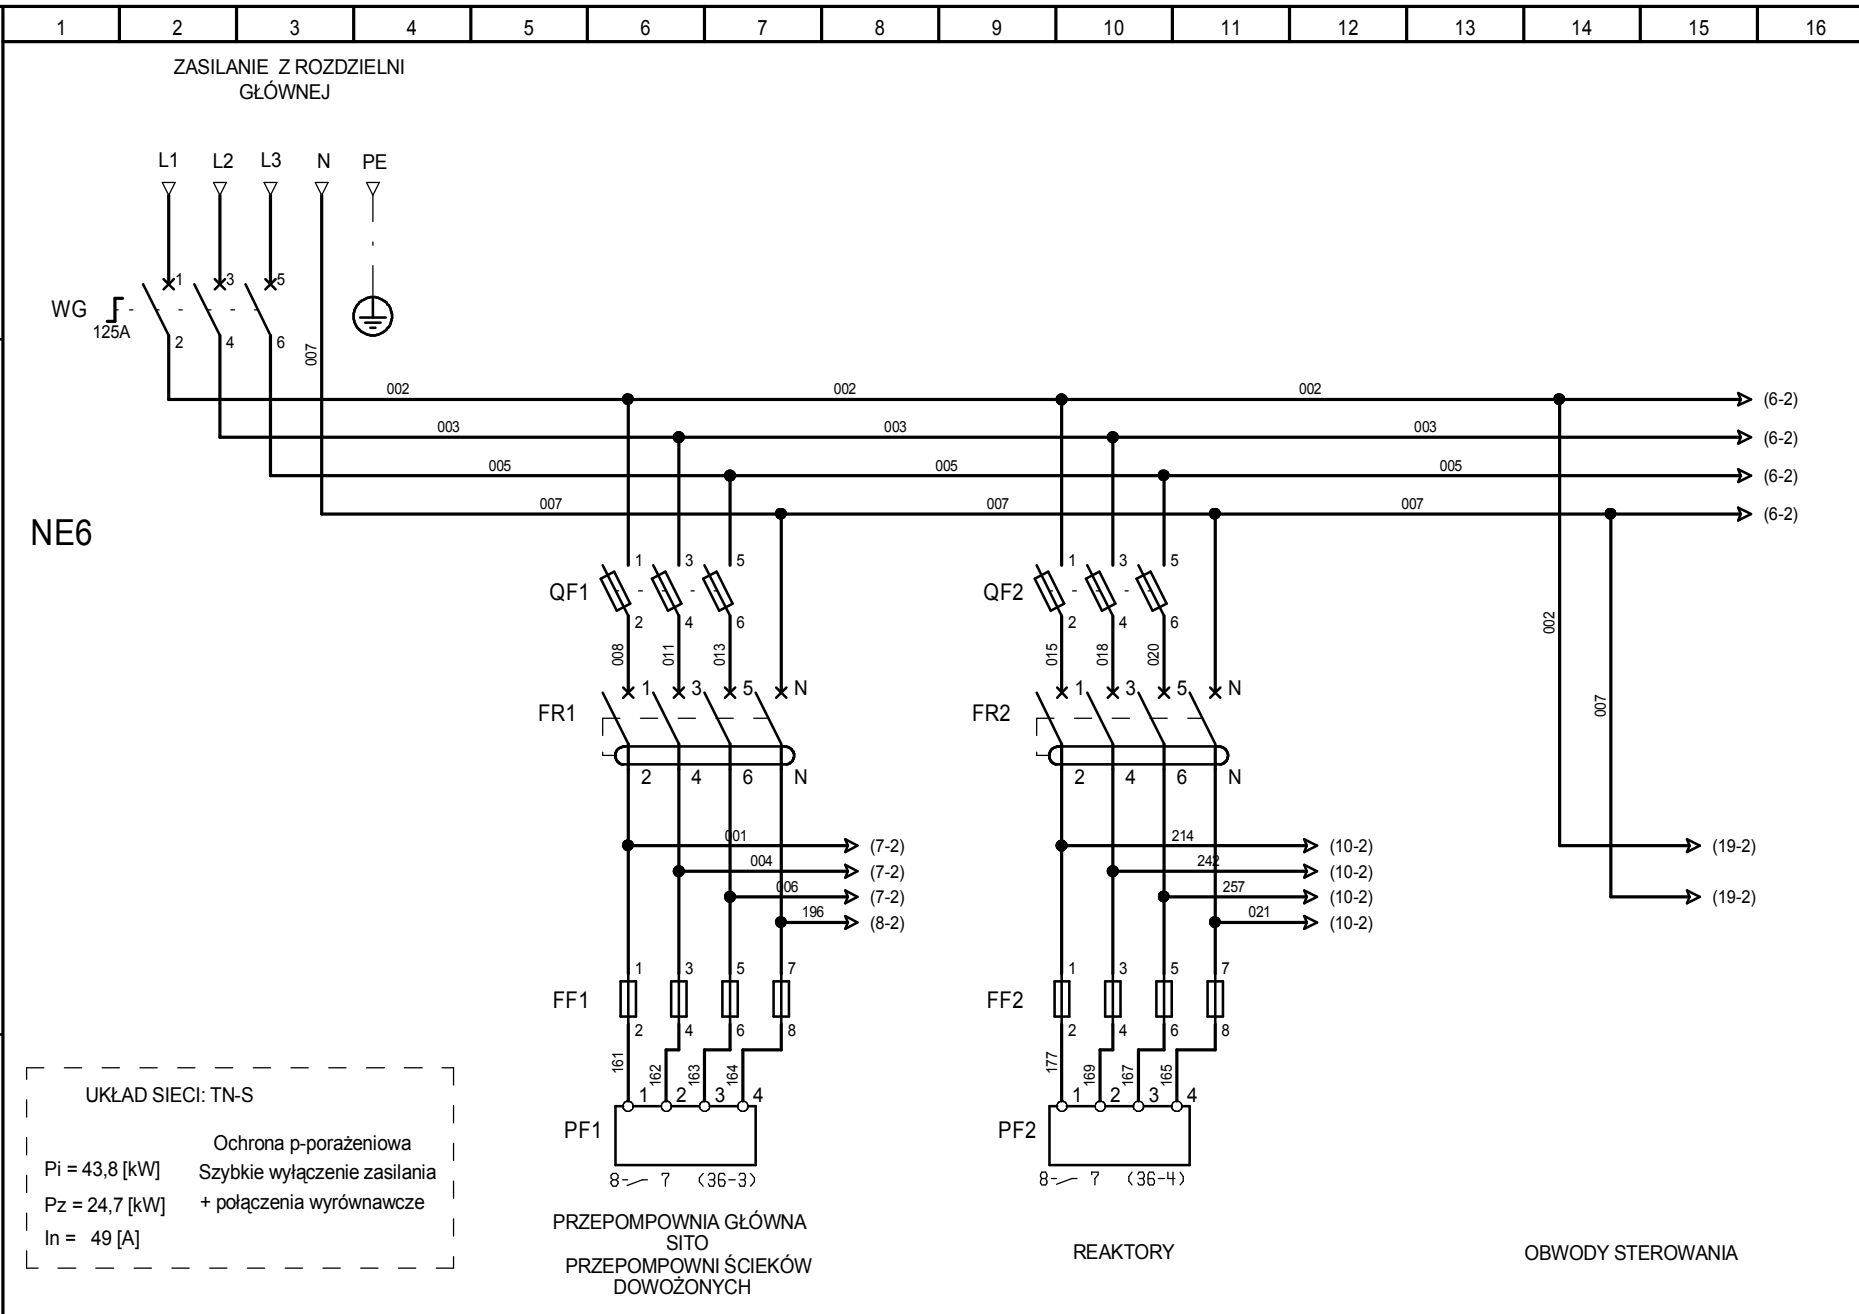 1 2 3 4 5 6 7 8 9 10 11 12 13 14 15 16
ZASILANIE Z ROZDZIELNI
GŁÓWNEJ
L1 L2 L3 N PE
1 3 5
WG
125A
2 4 6
007
002 002 002 (6-2)
003 003 003 (6-2)
005 005 005 (6-2)
007 007 007 (6-2)
NE6
1 3 5 1 3 5
QF1 QF2
2 4 6 2 4 6
008 011 013 015 018 020 002
1 3 5 N 1 3 5 N
FR1 FR2
007
2 4 6 N 2 4 6 N
001 (7-2) 214 (10-2) (19-2)
004 (7-2) 242 (10-2)
006 (7-2) 257 (10-2) (19-2)
196 (8-2) 021 (10-2)
1 3 5 7 1 3 5 7
FF1 FF2
2 4 6 8 2 4 6 8
161 162 163 164 177 169 167 165
1 2 3 4 1 2 3 4
PF1 PF2
8 7 (36-3) 8 7 (36-4)
UKŁAD SIECI: TN-S
Ochrona p-porażeniowa
Pi = 43,8 [kW] Szybkie wyłączenie zasilania
Pz = 24,7 [kW] + połączenia wyrównawcze
In = 49 [A]
PRZEPOMPOWNIA GŁÓWNA
SITO
PRZEPOMPOWNI ŚCIEKÓW
DOWOŻONYCH
REAKTORY
OBWODY STEROWANIA